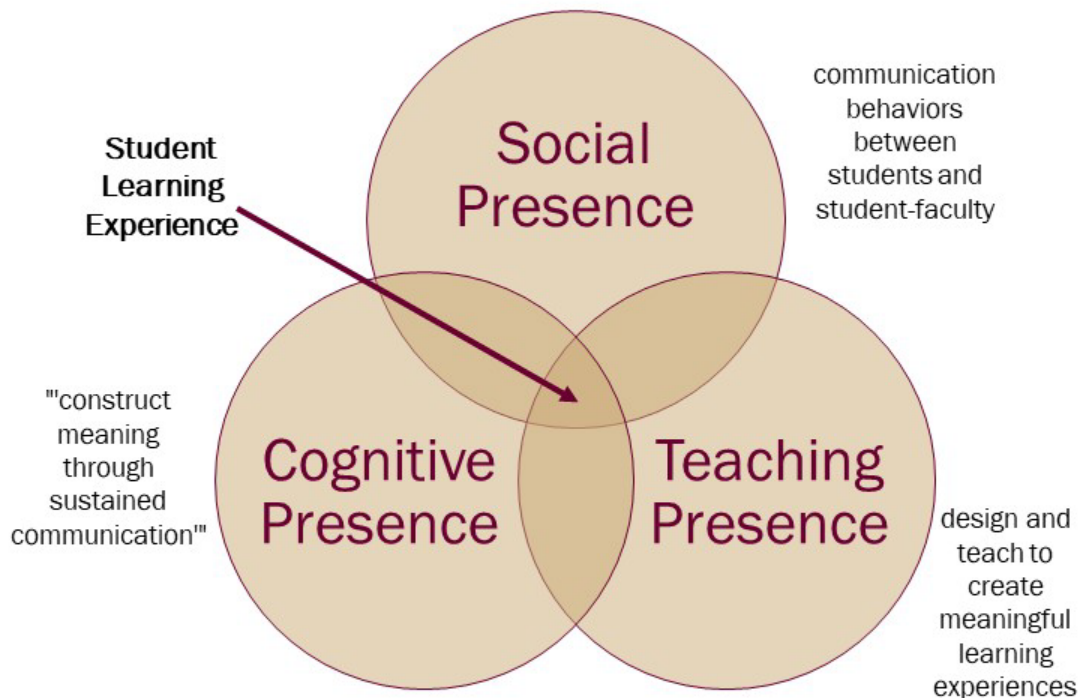 Social
Presence
communication
behaviors
between
students and
student-faculty
Student
Learning
Experience
"'construct
meaning
through
sustained
communication'"
Cognitive
Presence
Teaching
Presence
design and
teach to
create
meaningful
learning
experiences